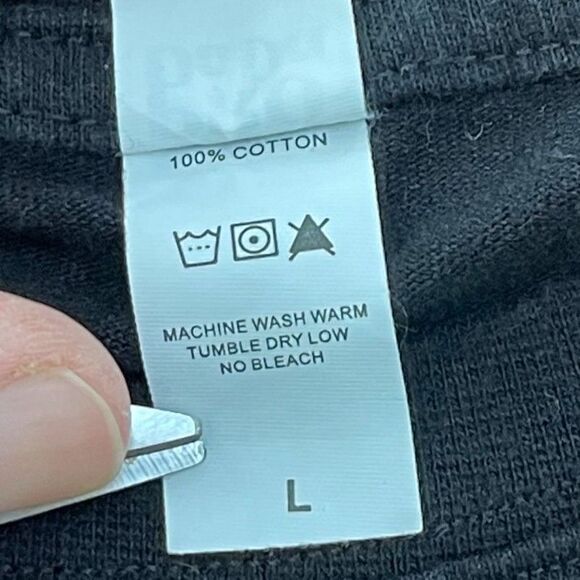 100% COTTON
MACHINE WASH WARM
TUMBLE DRY LOW
NO BLEACH
L